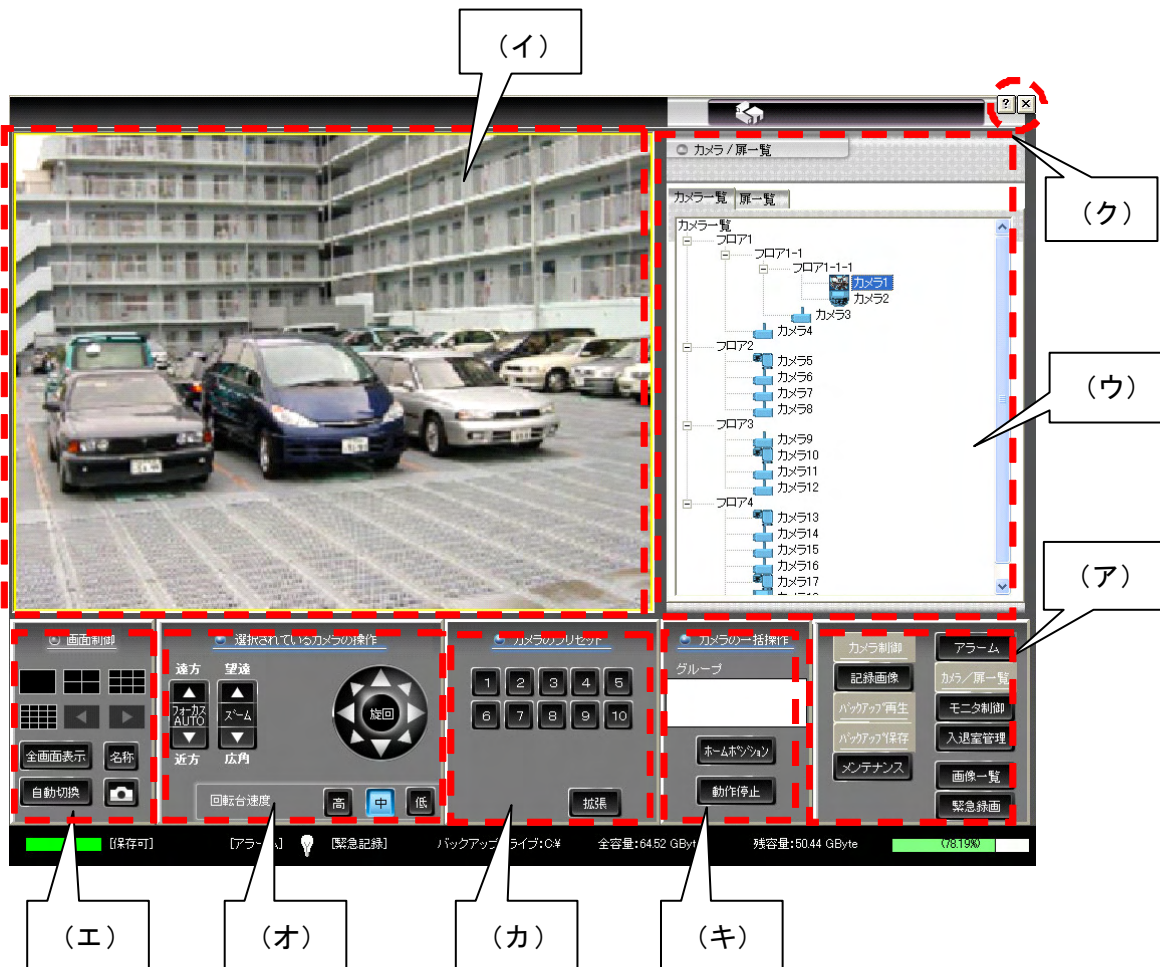 （イ）
? ×
カメラ / 扉一覧
カメラ一覧 扉一覧
カメラ一覧
フロア1
フロア1-1
フロア1-1-1
カメラ1
カメラ2
カメラ3
カメラ4
フロア2
カメラ5
カメラ6
カメラ7
カメラ8
フロア3
カメラ9
カメラ10
カメラ11
カメラ12
フロア4
カメラ13
カメラ14
カメラ15
カメラ16
カメラ17
（ク）
（ウ）
（ア）
画面制御
全画面表示 名称
自動切換
選択されているカメラの操作
遠方 望遠
フォーカス
AUTO
ズーム
近方 広角
旋回
回転台速度 高 中 低
カメラのプリセット
1 2 3 4 5
6 7 8 9 10
拡張
カメラの一括操作
グループ
ホームポジション
動作停止
カメラ制御 アラーム
記録画像 カメラ／扉一覧
バックアップ再生 モニタ制御
バックアップ保存 入退室管理
メンテナンス 画像一覧
緊急録画
[保存可] [アラーム] [緊急記録] バックアップドライブ:C:¥ 全容量:64.52 GByte 残容量:50.44 GByte (78.19%)
（エ） （オ） （カ） （キ）